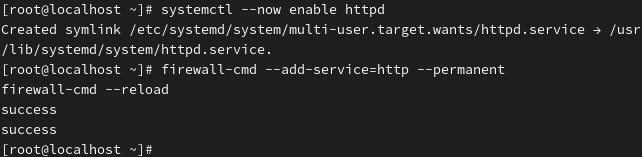 [root@localhost ~]# systemctl --now enable httpd
Created symlink /etc/systemd/system/multi-user.target.wants/httpd.service → /usr
/lib/systemd/system/httpd.service.
[root@localhost ~]# firewall-cmd --add-service=http --permanent
firewall-cmd --reload
success
success
[root@localhost ~]#